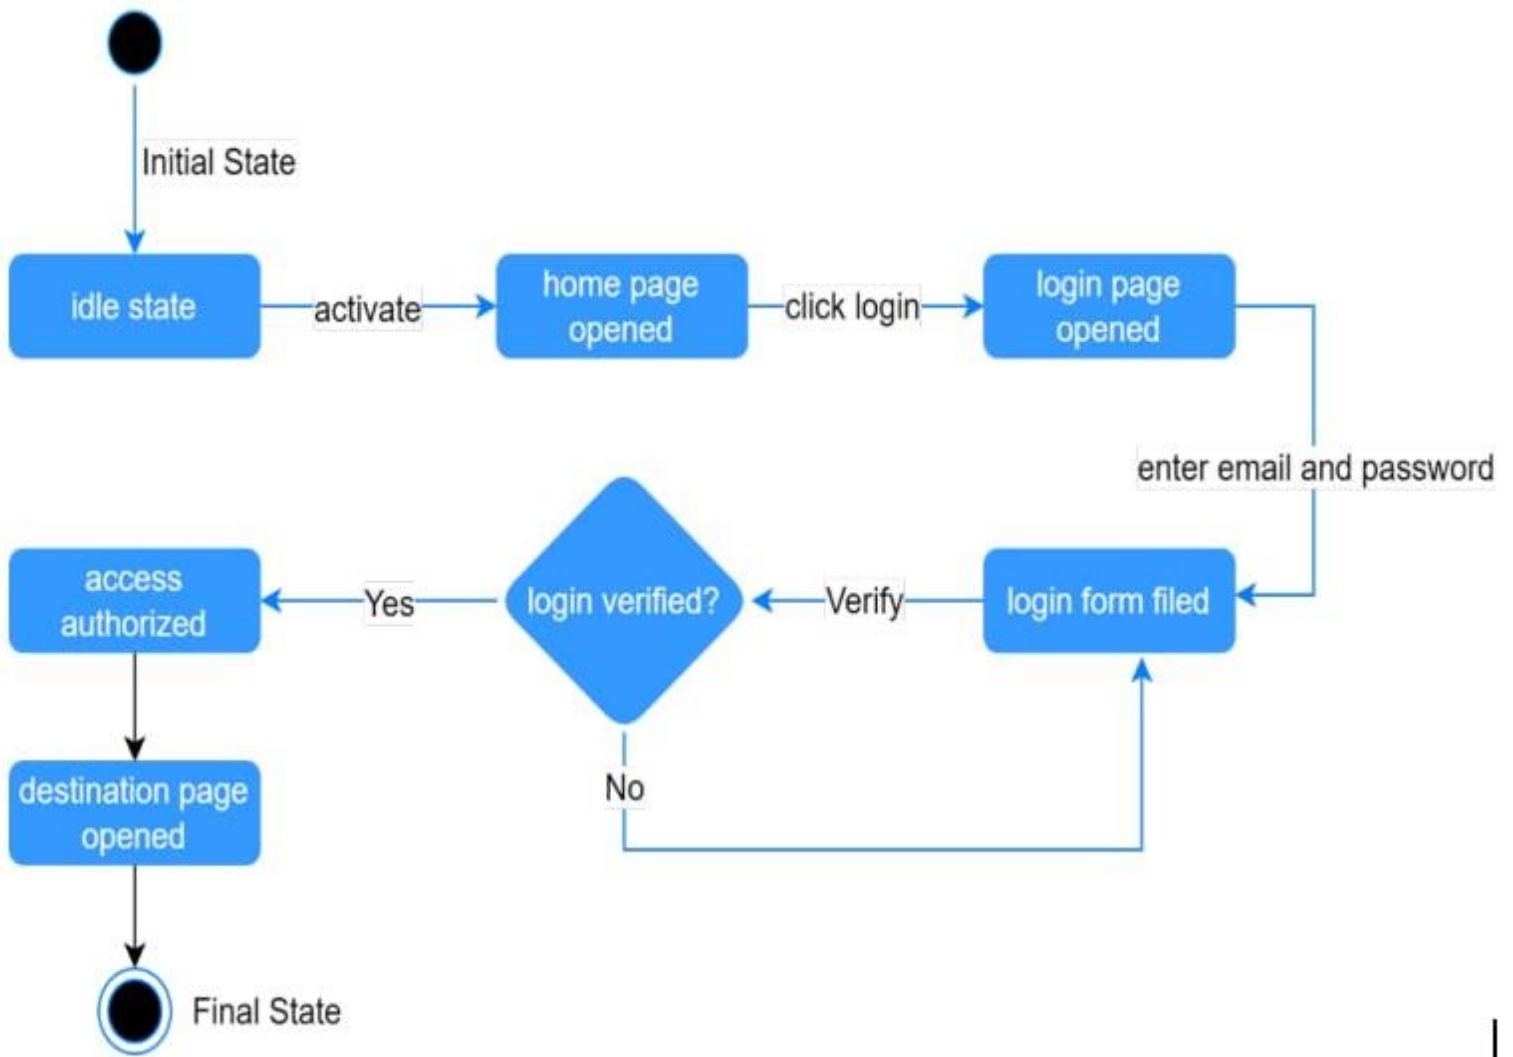 Initial State
idle state
activate
home page
opened
click login
login page
opened
enter email and password
login form filed
Verify
login verified?
Yes
No
access
authorized
destination page
opened
Final State